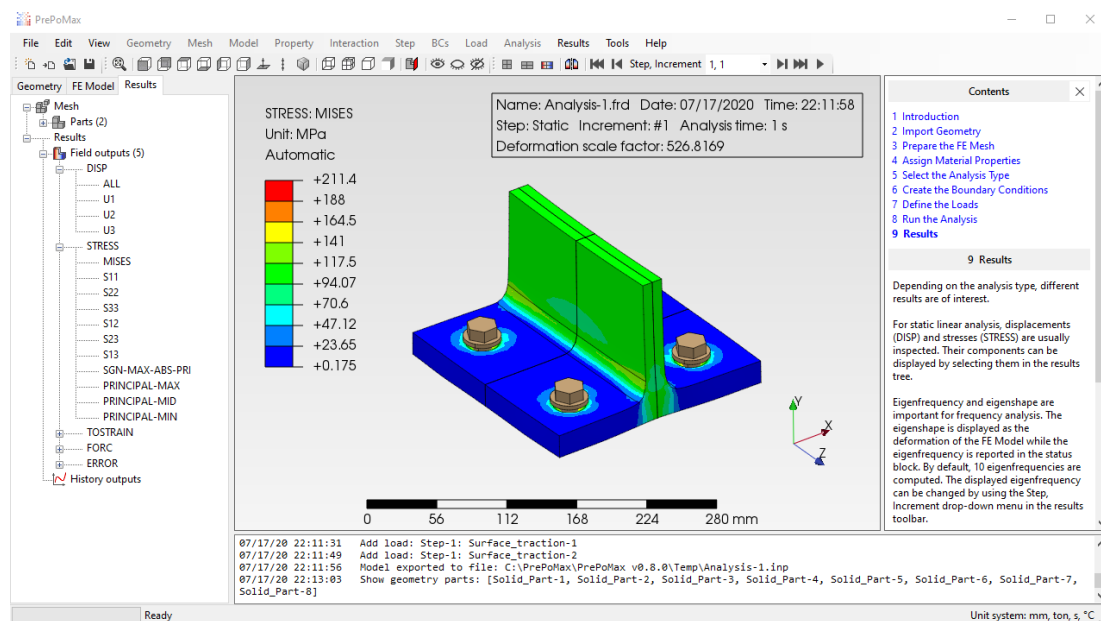 PrePoMax
File Edit View Geometry Mesh Model Property Interaction Step BCs Load Analysis Results Tools Help
Step, Increment 1, 1
Geometry FE Model Results
Mesh
Parts (2)
Results
Field outputs (5)
DISP
ALL
U1
U2
U3
STRESS
MISES
S11
S22
S33
S12
S23
S13
SGN-MAX-ABS-PRI
PRINCIPAL-MAX
PRINCIPAL-MID
PRINCIPAL-MIN
TOSTRAIN
FORC
ERROR
History outputs
STRESS: MISES
Unit: MPa
Automatic
+211.4
+188
+164.5
+141
+117.5
+94.07
+70.6
+47.12
+23.65
+0.175
Name: Analysis-1.frd Date: 07/17/2020 Time: 22:11:58
Step: Static Increment: #1 Analysis time: 1 s
Deformation scale factor: 526.8169
Y
X
Z
0 56 112 168 224 280 mm
Contents
1 Introduction
2 Import Geometry
3 Prepare the FE Mesh
4 Assign Material Properties
5 Select the Analysis Type
6 Create the Boundary Conditions
7 Define the Loads
8 Run the Analysis
9 Results
9 Results
Depending on the analysis type, different
results are of interest.
For static linear analysis, displacements
(DISP) and stresses (STRESS) are usually
inspected. Their components can be
displayed by selecting them in the results
tree.
Eigenfrequency and eigenshape are
important for frequency analysis. The
eigenshape is displayed as the
deformation of the FE Model while the
eigenfrequency is reported in the status
block. By default, 10 eigenfrequencies are
computed. The displayed eigenfrequency
can be changed by using the Step,
Increment drop-down menu in the results
toolbar.
07/17/20 22:11:31 Add load: Step-1: Surface_traction-1
07/17/20 22:11:49 Add load: Step-1: Surface_traction-2
07/17/20 22:11:56 Model exported to file: C:\PrePoMax\PrePoMax v0.8.0\Temp\Analysis-1.inp
07/17/20 22:13:03 Show geometry parts: [Solid_Part-1, Solid_Part-2, Solid_Part-3, Solid_Part-4, Solid_Part-5, Solid_Part-6, Solid_Part-7,
Solid_Part-8]
Ready
Unit system: mm, ton, s, °C